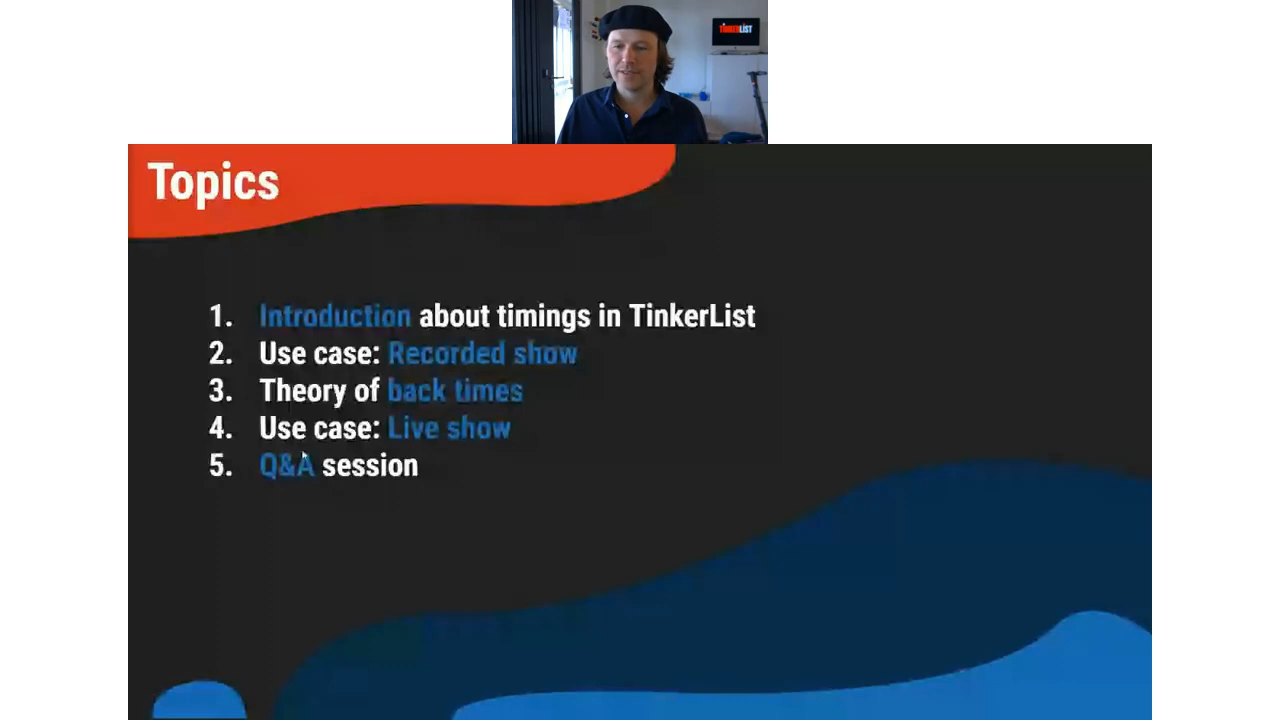 TINKERLIST
Topics
1. Introduction about timings in TinkerList
2. Use case: Recorded show
3. Theory of back times
4. Use case: Live show
5. Q&A session